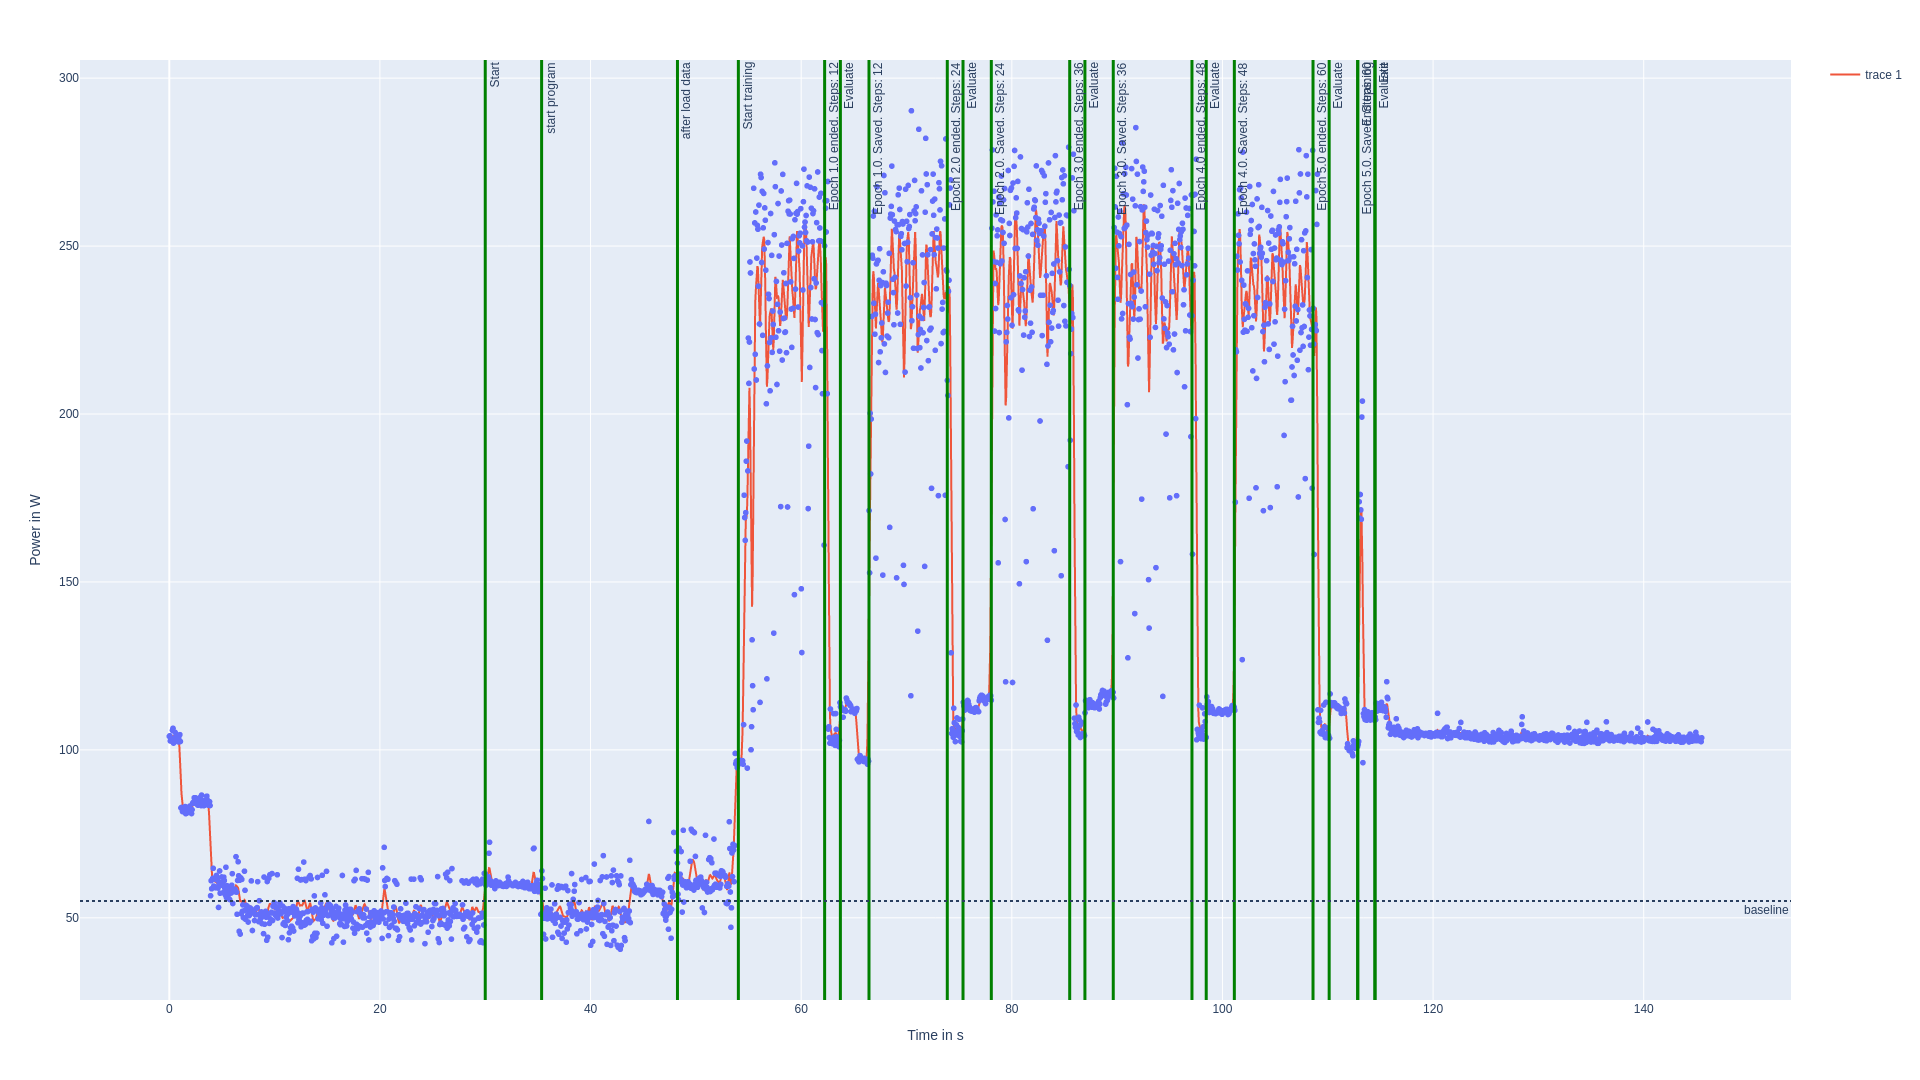 300
250
200
150
100
50
Power in W
0
20
40
60
80
100
120
140
Time in s
Start
start program
after load data
Start training
Epoch 1.0 ended. Steps: 12
Evaluate
Epoch 1.0. Saved. Steps: 12
Epoch 2.0 ended. Steps: 24
Evaluate
Epoch 2.0. Saved. Steps: 24
Epoch 3.0 ended. Steps: 36
Evaluate
Epoch 3.0. Saved. Steps: 36
Epoch 4.0 ended. Steps: 48
Evaluate
Epoch 4.0. Saved. Steps: 48
Epoch 5.0 ended. Steps: 60
Evaluate
Epoch 5.0. Saved. Steps: 60
Evaluate
baseline
trace 1